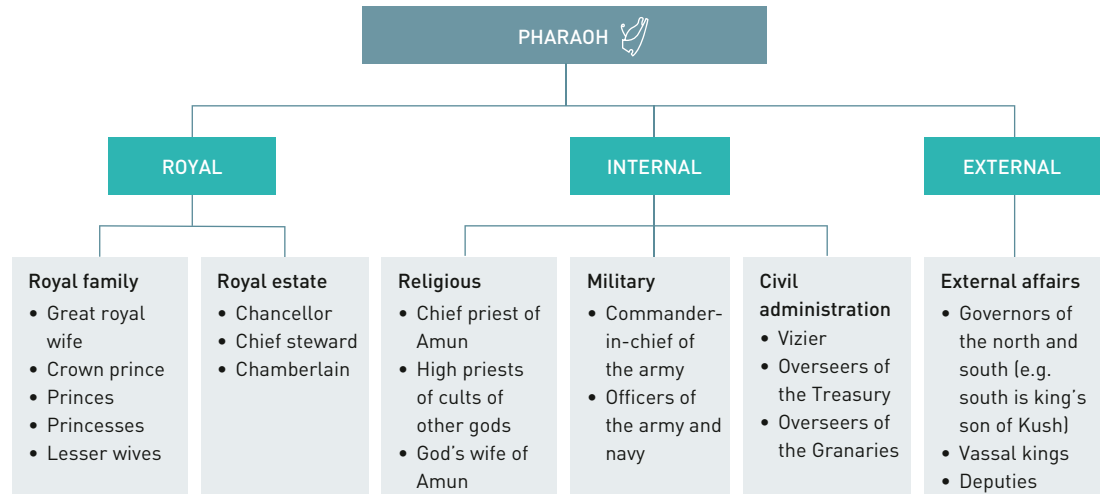 PHARAOH
ROYAL
INTERNAL
EXTERNAL
Royal family
• Great royal
wife
• Crown prince
• Princes
• Princesses
• Lesser wives
Royal estate
• Chancellor
• Chief steward
• Chamberlain
Religious
• Chief priest of
Amun
• High priests
of cults of
other gods
• God’s wife of
Amun
Military
• Commander-
in-chief of
the army
• Officers of
the army and
navy
Civil
administration
• Vizier
• Overseers of
the Treasury
• Overseers of
the Granaries
External affairs
• Governors of
the north and
south (e.g.
south is king’s
son of Kush)
• Vassal kings
• Deputies